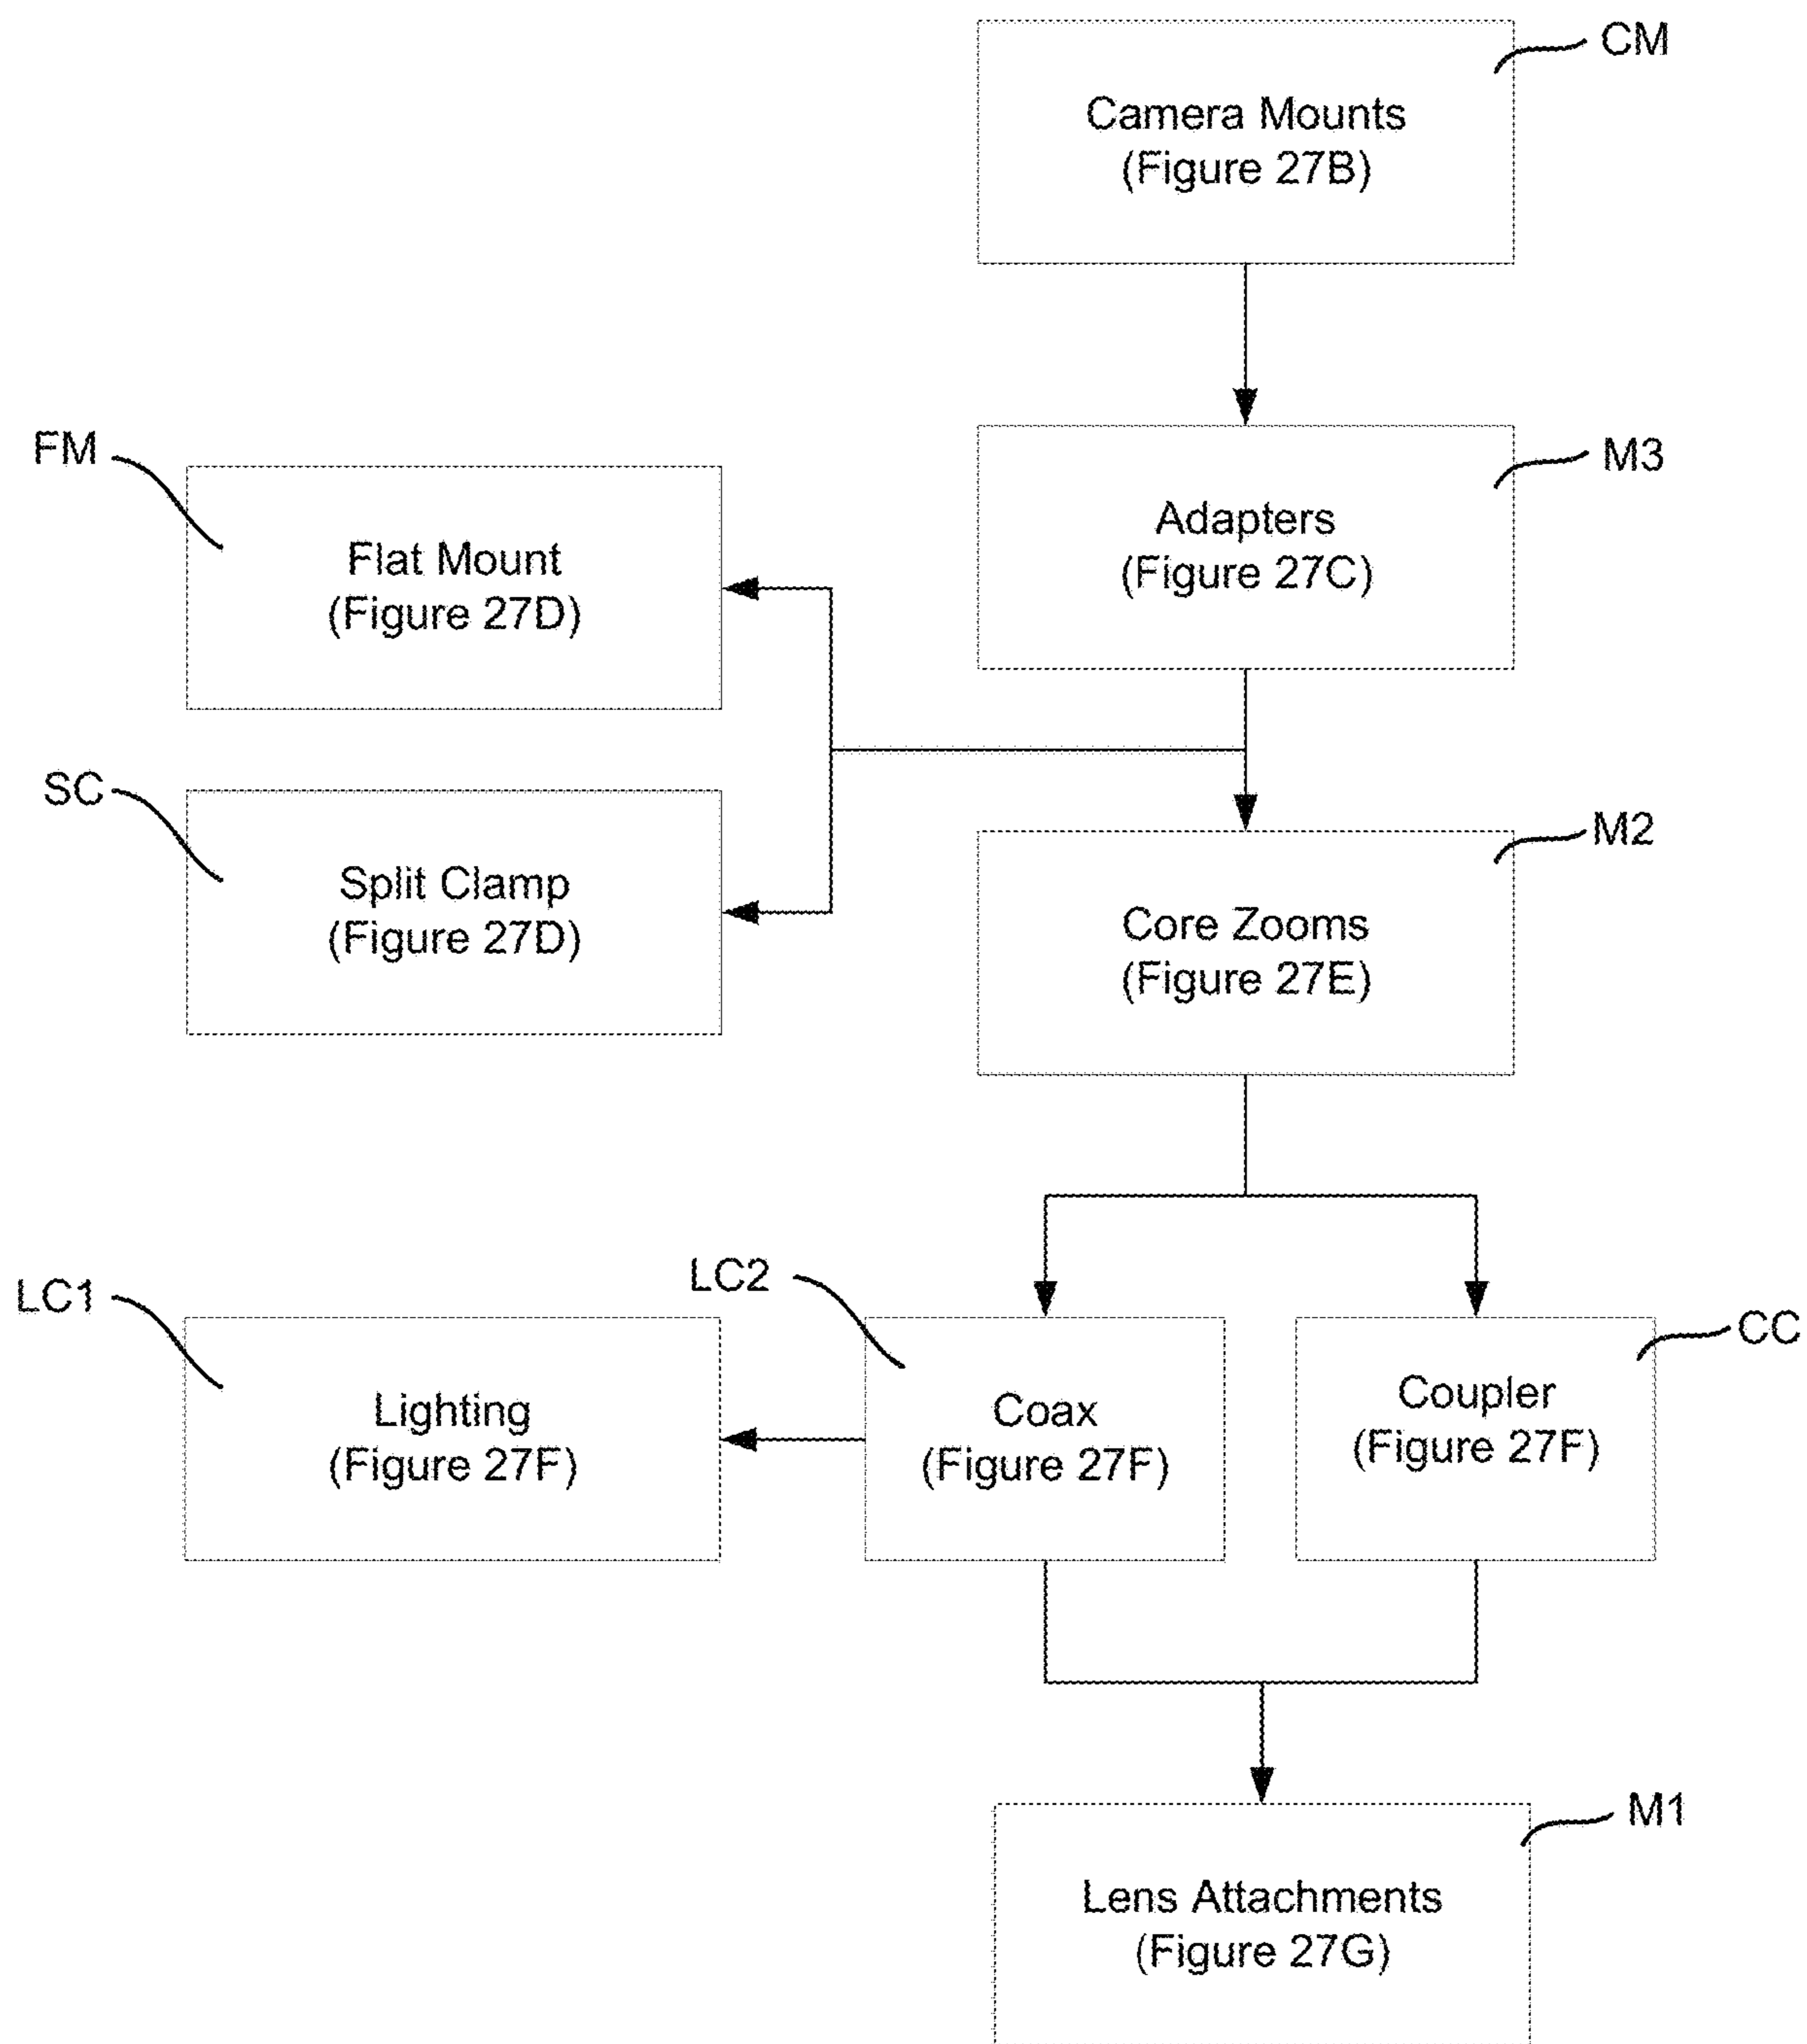 CM
Camera Mounts
(Figure 27B)
FM
M3
Flat Mount
(Figure 27D)
Adapters
(Figure 27C)
SC
M2
Split Clamp
(Figure 27D)
Core Zooms
(Figure 27E)
LC1
LC2
CC
Lighting
(Figure 27F)
Coax
(Figure 27F)
Coupler
(Figure 27F)
M1
Lens Attachments
(Figure 27G)